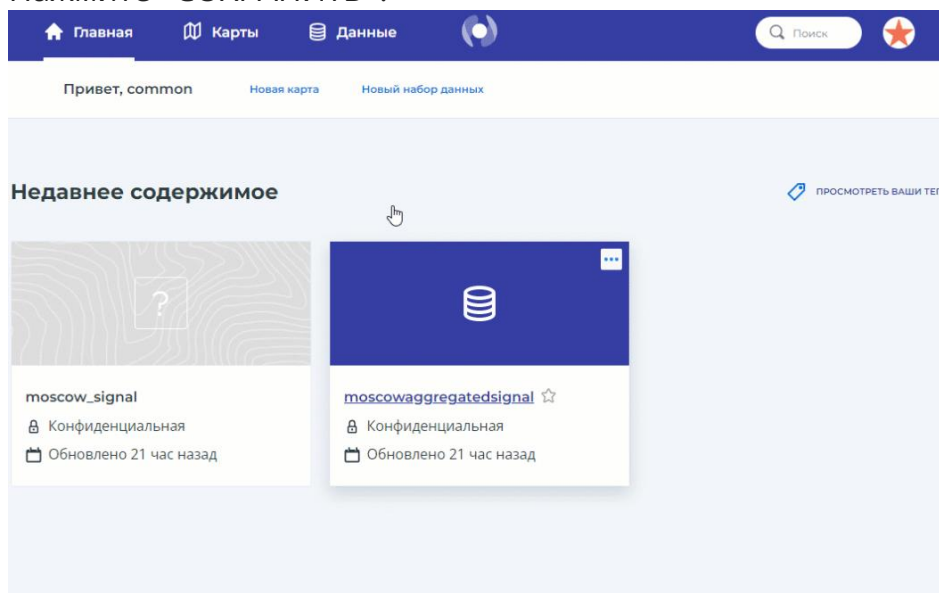 Главная Карты Данные Поиск
Привет, common Новая карта Новый набор данных
Недавнее содержимое ПРОСМОТРЕТЬ ВАШИ ТЕГ
?
moscow_signal moscowaggregatedsignal
Конфиденциальная Конфиденциальная
Обновлено 21 час назад Обновлено 21 час назад